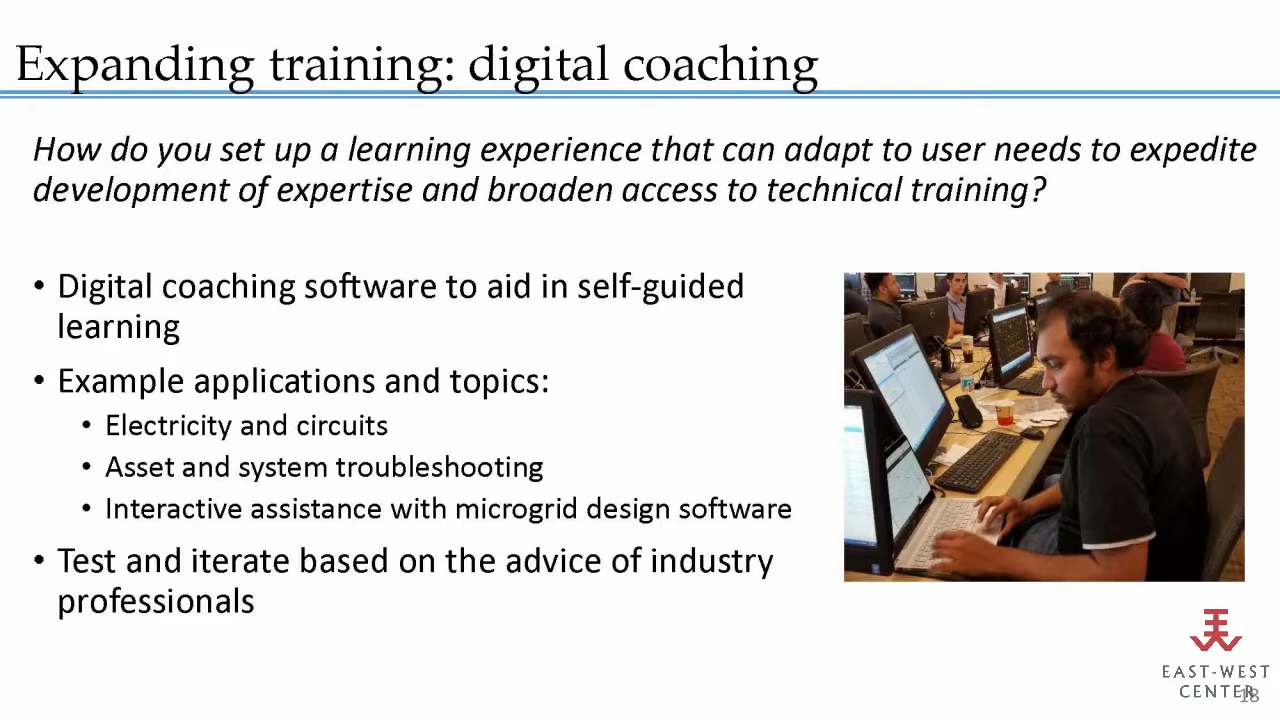 Expanding training: digital coaching
How do you set up a learning experience that can adapt to user needs to expedite
development of expertise and broaden access to technical training?
• Digital coaching software to aid in self-guided
learning
• Example applications and topics:
• Electricity and circuits
• Asset and system troubleshooting
• Interactive assistance with microgrid design software
• Test and iterate based on the advice of industry
professionals
EAST-WEST
CENTER
18